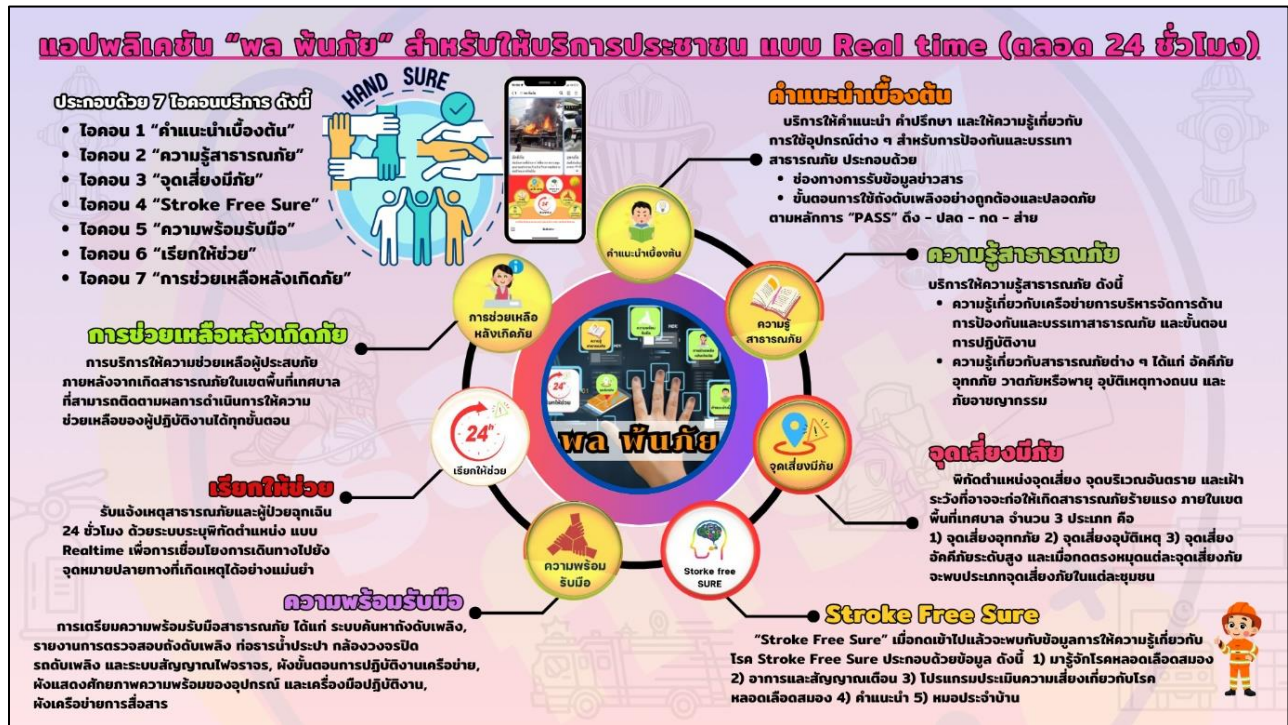 แอปพลิเคชัน “พล พ้นภัย” สำหรับให้บริการประชาชน แบบ Real time (ตลอด 24 ชั่วโมง)
ประกอบด้วย 7 ไอคอนบริการ ดังนี้
• ไอคอน 1 “คำแนะนำเบื้องต้น”
• ไอคอน 2 “ความรู้สาธารณภัย”
• ไอคอน 3 “จุดเสี่ยงมีภัย”
• ไอคอน 4 “Stroke Free Sure”
• ไอคอน 5 “ความพร้อมรับมือ”
• ไอคอน 6 “เรียกให้ช่วย”
• ไอคอน 7 “การช่วยเหลือหลังเกิดภัย”
HAND SURE
คำแนะนำเบื้องต้น
บริการให้คำแนะนำ คำปรึกษา และให้ความรู้เกี่ยวกับ
การใช้อุปกรณ์ต่าง ๆ สำหรับการป้องกันและบรรเทา
สาธารณภัย ประกอบด้วย
• ช่องทางการรับข้อมูลข่าวสาร
• ขั้นตอนการใช้ถังดับเพลิงอย่างถูกต้องและปลอดภัย
ตามหลักการ “PASS” ดึง - ปลด - กด - ส่าย
ความรู้สาธารณภัย
บริการให้ความรู้สาธารณภัย ดังนี้
• ความรู้เกี่ยวกับเครือข่ายการบริหารจัดการด้าน
การป้องกันและบรรเทาสาธารณภัย และขั้นตอน
การปฏิบัติงาน
• ความรู้เกี่ยวกับสาธารณภัยต่าง ๆ ได้แก่ อัคคีภัย
อุทกภัย วาตภัยหรือพายุ อุบัติเหตุทางถนน และ
ภัยอาชญากรรม
จุดเสี่ยงมีภัย
พิกัดตำแหน่งจุดเสี่ยง จุดบริเวณอันตราย และเฝ้า
ระวังที่อาจจะก่อให้เกิดสาธารณภัยร้ายแรง ภายในเขต
พื้นที่เทศบาล จำนวน 3 ประเภท คือ
1) จุดเสี่ยงอุทกภัย 2) จุดเสี่ยงอุบัติเหตุ 3) จุดเสี่ยง
อัคคีภัยระดับสูง และเมื่อกดตรงหมุดแต่ละจุดเสี่ยงภัย
จะพบประเภทจุดเสี่ยงภัยในแต่ละชุมชน
Stroke Free Sure
“Stroke Free Sure” เมื่อกดเข้าไปแล้วจะพบกับข้อมูลการให้ความรู้เกี่ยวกับ
โรค Stroke Free Sure ประกอบด้วยข้อมูล ดังนี้ 1) มารู้จักโรคหลอดเลือดสมอง
2) อาการและสัญญาณเตือน 3) โปรแกรมประเมินความเสี่ยงเกี่ยวกับโรค
หลอดเลือดสมอง 4) คำแนะนำ 5) หมอประจำบ้าน
ความพร้อมรับมือ
การเตรียมความพร้อมรับมือสาธารณภัย ได้แก่ ระบบค้นหาถังดับเพลิง,
รายงานการตรวจสอบถังดับเพลิง ท่อธารน้ำประปา กล้องวงจรปิด
รถดับเพลิง และระบบสัญญาณไฟจราจร, ผังขั้นตอนการปฏิบัติงานเครือข่าย,
ผังแสดงศักยภาพความพร้อมของอุปกรณ์ และเครื่องมือปฏิบัติงาน,
ผังเครือข่ายการสื่อสาร
เรียกให้ช่วย
รับแจ้งเหตุสาธารณภัยและผู้ป่วยฉุกเฉิน
24 ชั่วโมง ด้วยระบบระบุพิกัดตำแหน่ง แบบ
Realtime เพื่อการเชื่อมโยงการเดินทางไปยัง
จุดหมายปลายทางที่เกิดเหตุได้อย่างแม่นยำ
การช่วยเหลือหลังเกิดภัย
การบริการให้ความช่วยเหลือผู้ประสบภัย
ภายหลังจากเกิดสาธารณภัยในเขตพื้นที่เทศบาล
ที่สามารถติดตามผลการดำเนินการให้ความ
ช่วยเหลือของผู้ปฏิบัติงานได้ทุกขั้นตอน
คำแนะนำเบื้องต้น
ความรู้
สาธารณภัย
จุดเสี่ยงมีภัย
Storke free
SURE
ความพร้อม
รับมือ
24h
เรียกให้ช่วย
การช่วยเหลือ
หลังเกิดภัย
พล พ้นภัย